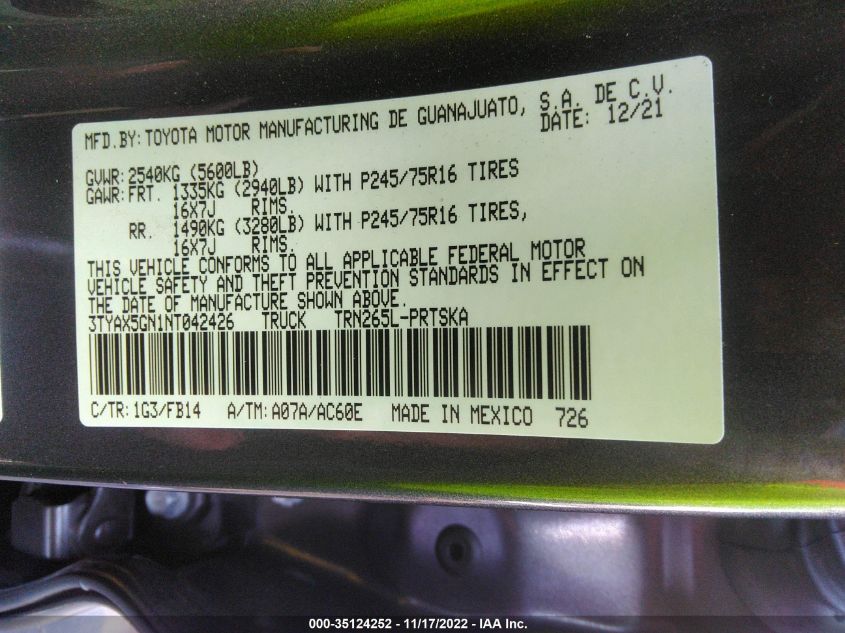 MFD.BY: TOYOTA MOTOR MANUFACTURING DE GUANAJUATO, S.A. DE C.V.
DATE: 12/21
GVWR: 2540KG (5600LB)
GAWR: FRT. 1335KG (2940LB) WITH P245/75R16 TIRES
16X7J RIMS.
RR. 1490KG (3280LB) WITH P245/75R16 TIRES,
16X7J RIMS.
THIS VEHICLE CONFORMS TO ALL APPLICABLE FEDERAL MOTOR
VEHICLE SAFETY AND THEFT PREVENTION STANDARDS IN EFFECT ON
THE DATE OF MANUFACTURE SHOWN ABOVE.
3TYAX5GN1NT042426 TRUCK TRN265L-PRTSKA
C/TR: 1G3/FB14 A/TM: A07A/AC60E MADE IN MEXICO 726
000-35124252 - 11/17/2022 - IAA Inc.